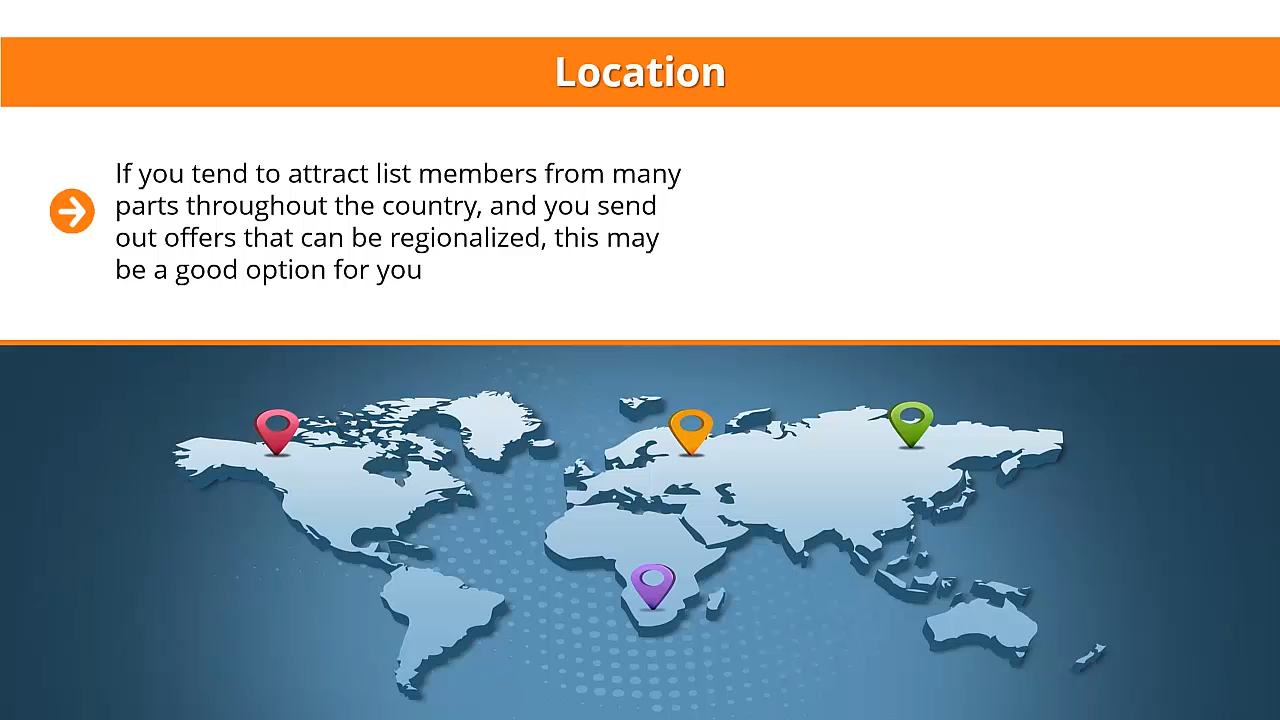 Location
If you tend to attract list members from many
parts throughout the country, and you send
out offers that can be regionalized, this may
be a good option for you